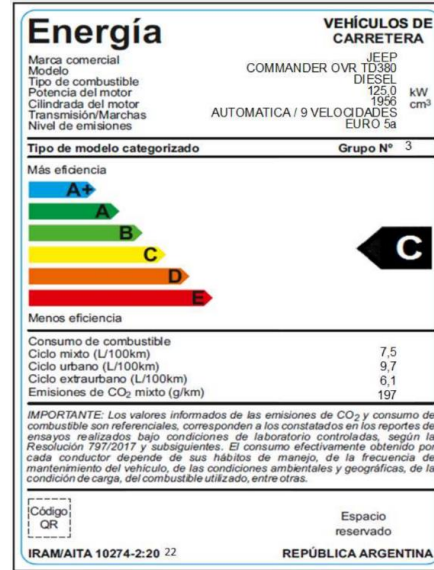 Energía
VEHÍCULOS DE
CARRETERA
Marca comercial JEEP
Modelo COMMANDER OVR TD380
Tipo de combustible DIESEL
Potencia del motor 125,0 kW
Cilindrada del motor 1956 cm³
Transmisión/Marchas AUTOMATICA / 9 VELOCIDADES
Nivel de emisiones EURO 5a
Tipo de modelo categorizado Grupo Nº 3
Más eficiencia
A+
A
B
C
C
D
E
Menos eficiencia
Consumo de combustible
Ciclo mixto (L/100km) 7,5
Ciclo urbano (L/100km) 9,7
Ciclo extraurbano (L/100km) 6,1
Emisiones de CO₂ mixto (g/km) 197
IMPORTANTE: Los valores informados de las emisiones de CO₂ y consumo de
combustible son referenciales, corresponden a los constatados en los reportes de
ensayos realizados bajo condiciones de laboratorio controladas, según la
Resolución 797/2017 y subsiguientes. El consumo efectivamente obtenido por
cada conductor depende de sus hábitos de manejo, de la frecuencia de
mantenimiento del vehículo, de las condiciones ambientales y geográficas, de la
condición de carga, del combustible utilizado, entre otras.
Código
QR
Espacio
reservado
IRAM/AITA 10274-2:20 22 REPÚBLICA ARGENTINA